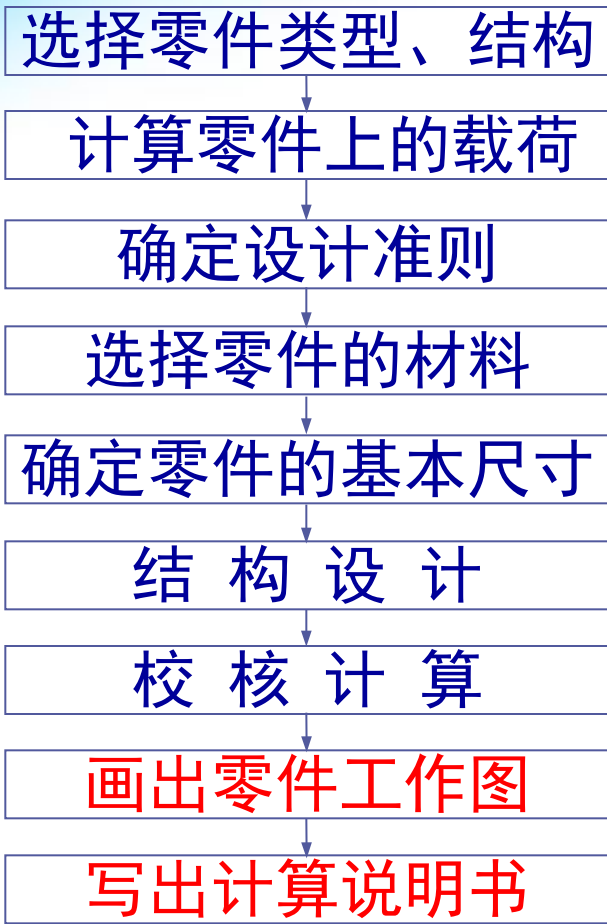 选择零件类型、结构
计算零件上的载荷
确定设计准则
选择零件的材料
确定零件的基本尺寸
结 构 设 计
校 核 计 算
画出零件工作图
写出计算说明书